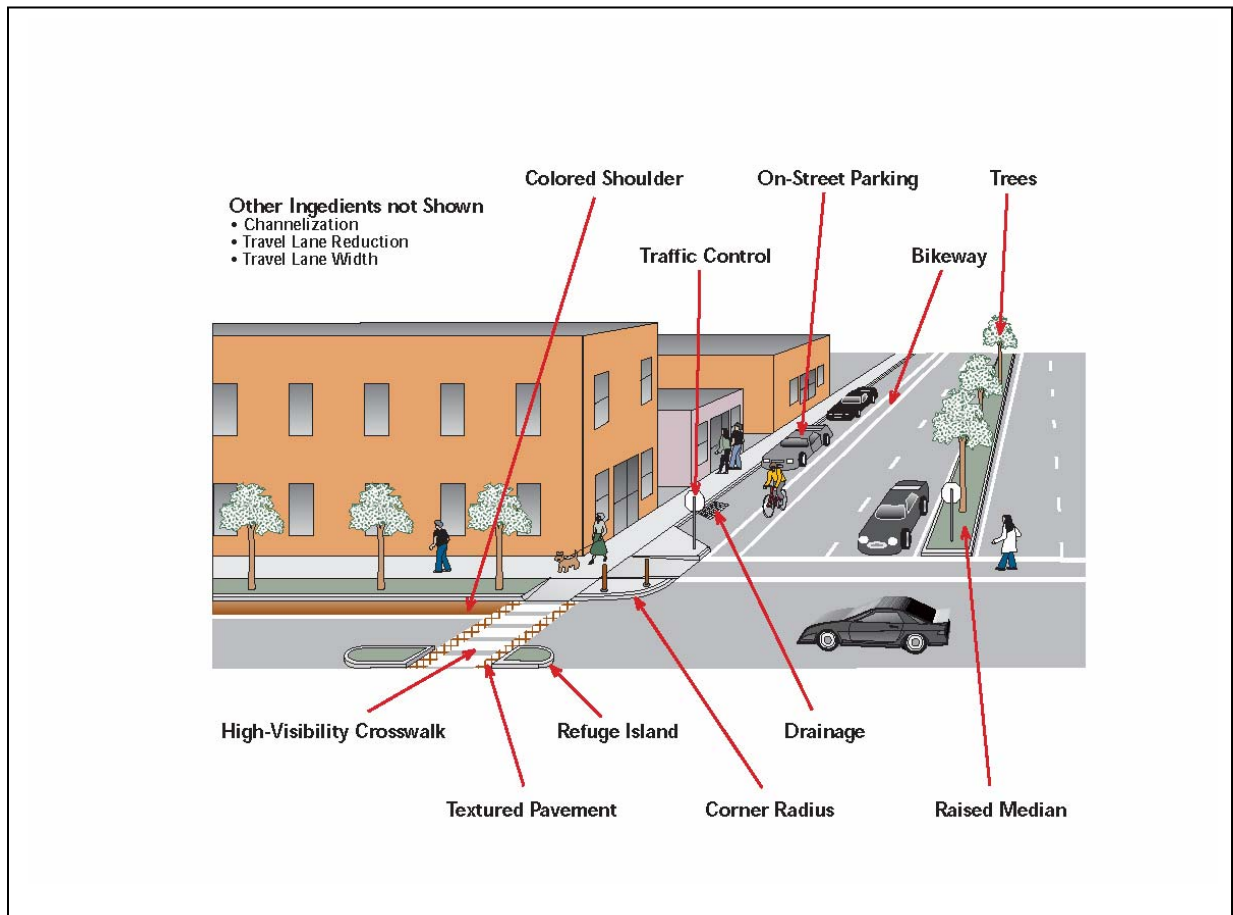 Colored Shoulder
On-Street Parking
Trees
Other Ingedients not Shown
• Channelization
• Travel Lane Reduction
• Travel Lane Width
Traffic Control
Bikeway
High-Visibility Crosswalk
Refuge Island
Drainage
Textured Pavement
Corner Radius
Raised Median